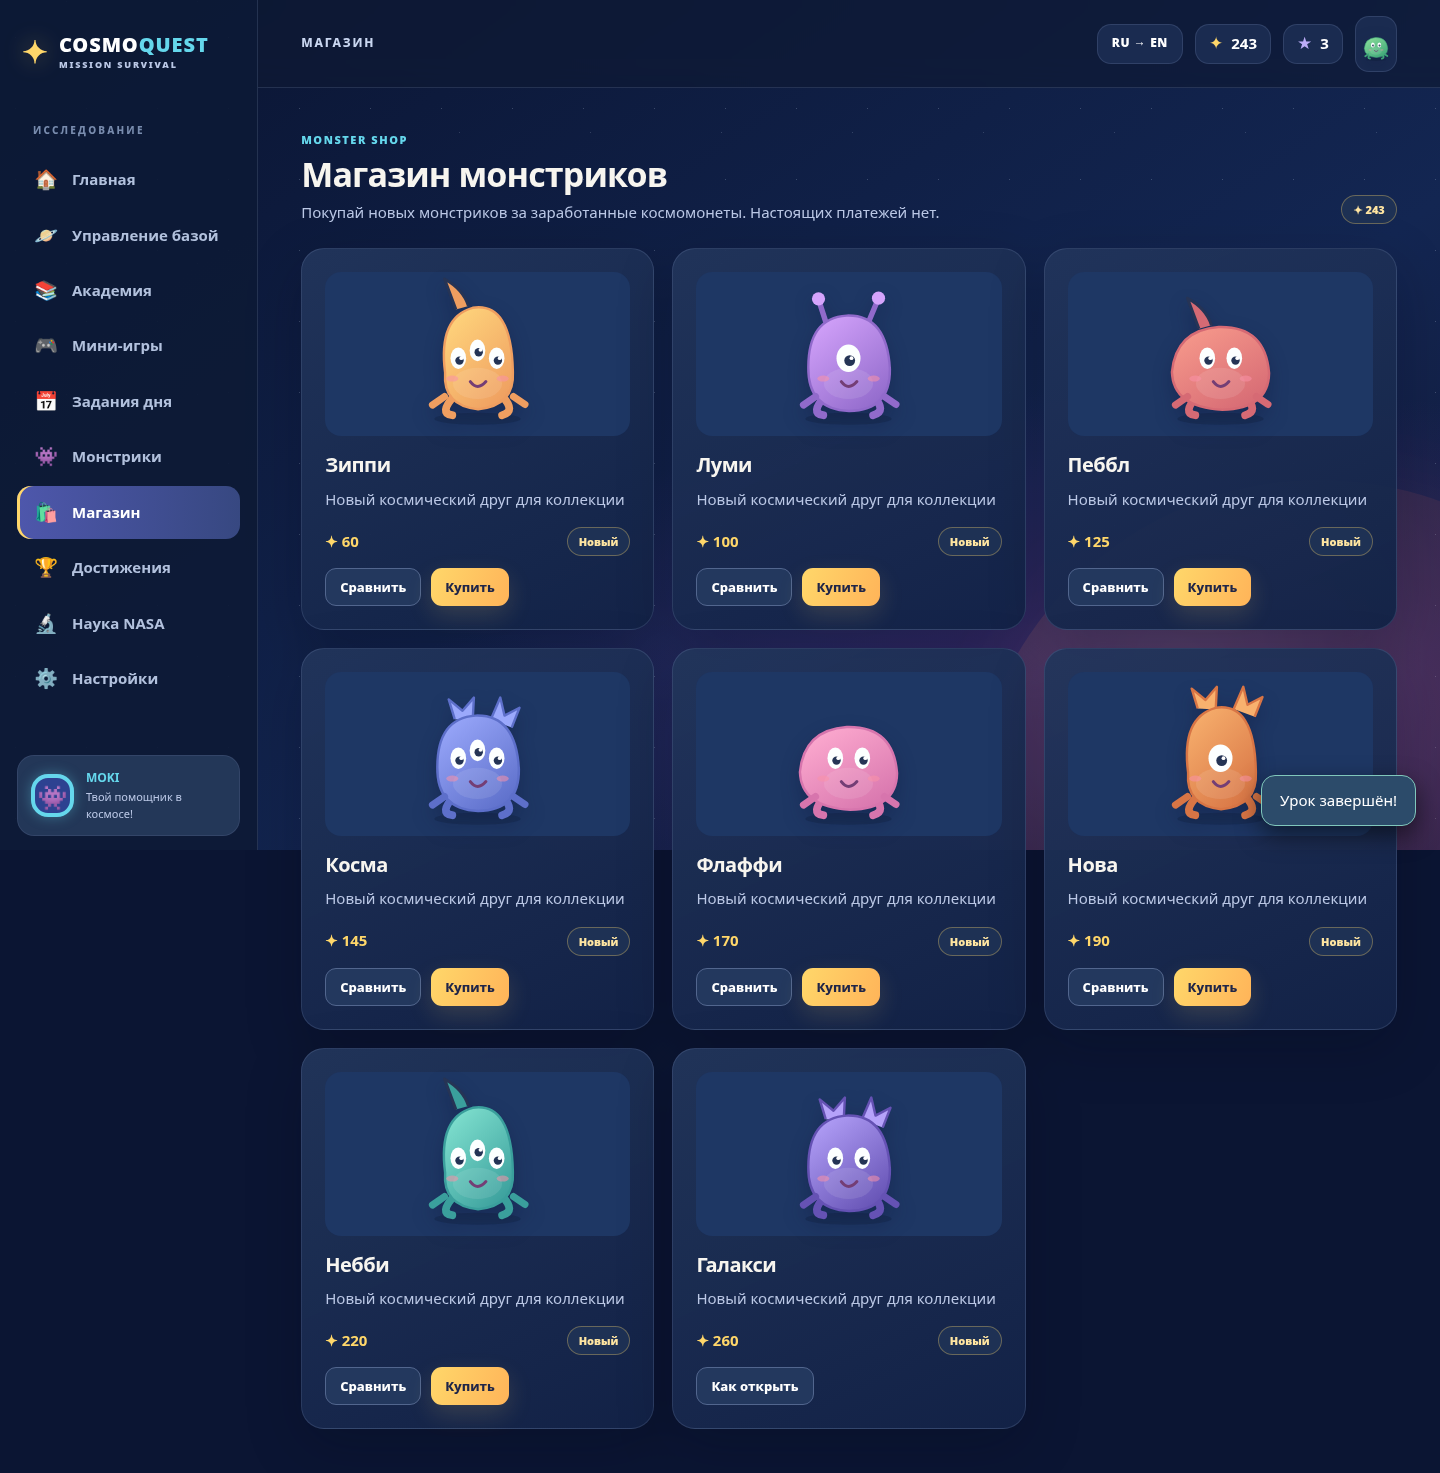 COSMOQUEST
MISSION SURVIVAL
ИССЛЕДОВАНИЕ
Главная
Управление базой
Академия
Мини-игры
Задания дня
Монстрики
Магазин
Достижения
Наука NASA
Настройки
MOKI
Твой помощник в
космосе!
МАГАЗИН
RU → EN
✦ 243
★ 3
MONSTER SHOP
Магазин монстриков
Покупай новых монстриков за заработанные космомонеты. Настоящих платежей нет.
✦ 243
Зиппи
Новый космический друг для коллекции
✦ 60
Новый
Сравнить
Купить
Луми
Новый космический друг для коллекции
✦ 100
Новый
Сравнить
Купить
Пеббл
Новый космический друг для коллекции
✦ 125
Новый
Сравнить
Купить
Косма
Новый космический друг для коллекции
✦ 145
Новый
Сравнить
Купить
Флаффи
Новый космический друг для коллекции
✦ 170
Новый
Сравнить
Купить
Нова
Новый космический друг для коллекции
✦ 190
Новый
Сравнить
Купить
Урок завершён!
Небби
Новый космический друг для коллекции
✦ 220
Новый
Сравнить
Купить
Галакси
Новый космический друг для коллекции
✦ 260
Новый
Как открыть